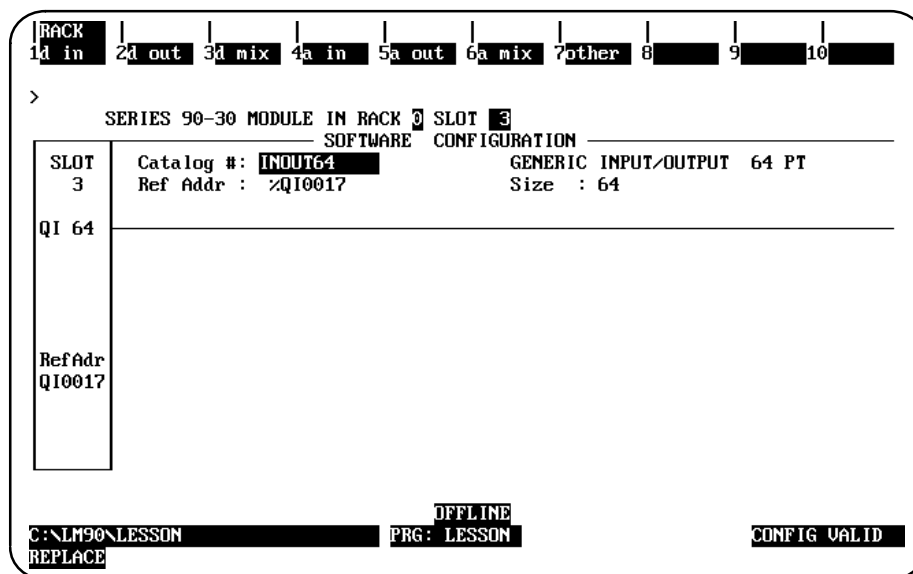 RACK
1d in 2d out 3d mix 4a in 5a out 6a mix 7other 8 9 10
>
SERIES 90-30 MODULE IN RACK 0 SLOT 3
SOFTWARE CONFIGURATION
SLOT Catalog #: INOUT64 GENERIC INPUT/OUTPUT 64 PT
3 Ref Addr : %QI0017 Size : 64
QI 64
RefAdr
QI0017
OFFLINE
C:\LM90\LESSON PRG: LESSON CONFIG VALID
REPLACE